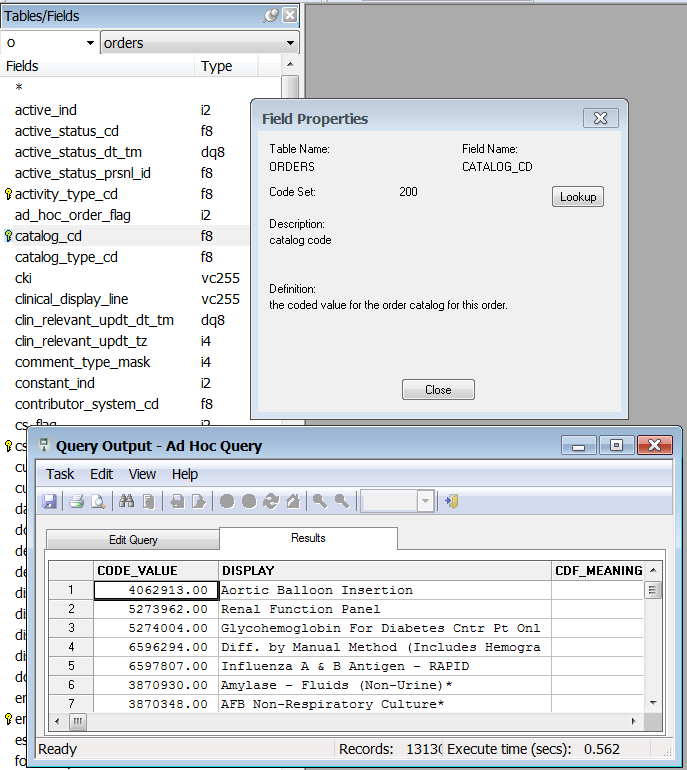 Tables/Fields
o orders
Fields Type
*
active_ind i2
active_status_cd f8
active_status_dt_tm dq8
active_status_prsnl_id f8
activity_type_cd f8
ad_hoc_order_flag i2
catalog_cd f8
catalog_type_cd f8
cki vc255
clinical_display_line vc255
clin_relevant_updt_dt_tm dq8
clin_relevant_updt_tz i4
comment_type_mask i4
constant_ind i2
contributor_system_cd f8
Field Properties
Table Name: Field Name:
ORDERS CATALOG_CD
Code Set: 200 Lookup
Description:
catalog code
Definition:
the coded value for the order catalog for this order.
Close
Query Output - Ad Hoc Query
Task Edit View Help
Edit Query Results
CODE_VALUE DISPLAY CDF_MEANING
1 4062913.00 Aortic Balloon Insertion
2 5273962.00 Renal Function Panel
3 5274004.00 Glycohemoglobin For Diabetes Cntr Pt Onl
4 6596294.00 Diff. by Manual Method (Includes Hemogra
5 6597807.00 Influenza A & B Antigen - RAPID
6 3870930.00 Amylase - Fluids (Non-Urine)*
7 3870348.00 AFB Non-Respiratory Culture*
Ready Records: 13130 Execute time (secs): 0.562